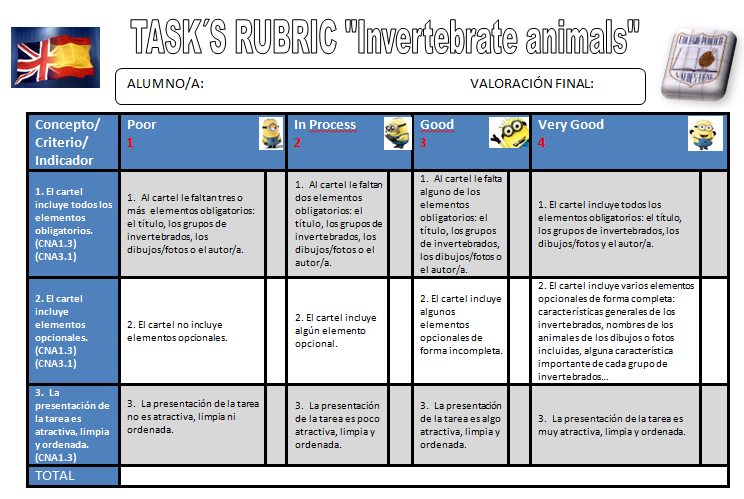 TASK´S RUBRIC "Invertebrate animals"
COLEGIO PUBLICO
ALUMNO/A: VALORACIÓN FINAL:
Concepto/
Criterio/
Indicador
Poor
1
In Process
2
Good
3
Very Good
4
1. El cartel
incluye todos los
elementos
obligatorios.
(CNA1.3)
(CNA3.1)
1. Al cartel le faltan tres o
más elementos obligatorios:
el título, los grupos de
invertebrados, los
dibujos/fotos o el autor/a.
1. Al cartel le faltan
dos elementos
obligatorios: el
título, los grupos de
invertebrados, los
dibujos/fotos o el
autor/a.
1. Al cartel le falta
alguno de los
elementos
obligatorios: el
título, los grupos
de invertebrados,
los dibujos/fotos o
el autor/a.
1. El cartel incluye todos los
elementos obligatorios: el título,
los grupos de invertebrados, los
dibujos/fotos y el autor/a.
2. El cartel
incluye
elementos
opcionales.
(CNA1.3)
(CNA3.1)
2. El cartel no incluye
elementos opcionales.
2. El cartel incluye
algún elemento
opcional.
2. El cartel incluye
algunos
elementos
opcionales de
forma incompleta.
2. El cartel incluye varios elementos
opcionales de forma completa:
características generales de los
invertebrados, nombres de los
animales de los dibujos o fotos
incluidas, alguna característica
importante de cada grupo de
invertebrados...
3. La
presentación de
la tarea es
atractiva, limpia
y ordenada.
(CNA1.3)
3. La presentación de la tarea
no es atractiva, limpia ni
ordenada.
3. La presentación
de la tarea es poco
atractiva, limpia y
ordenada.
3. La presentación
de la tarea es algo
atractiva, limpia y
ordenada.
3. La presentación de la tarea es
muy atractiva, limpia y ordenada.
TOTAL